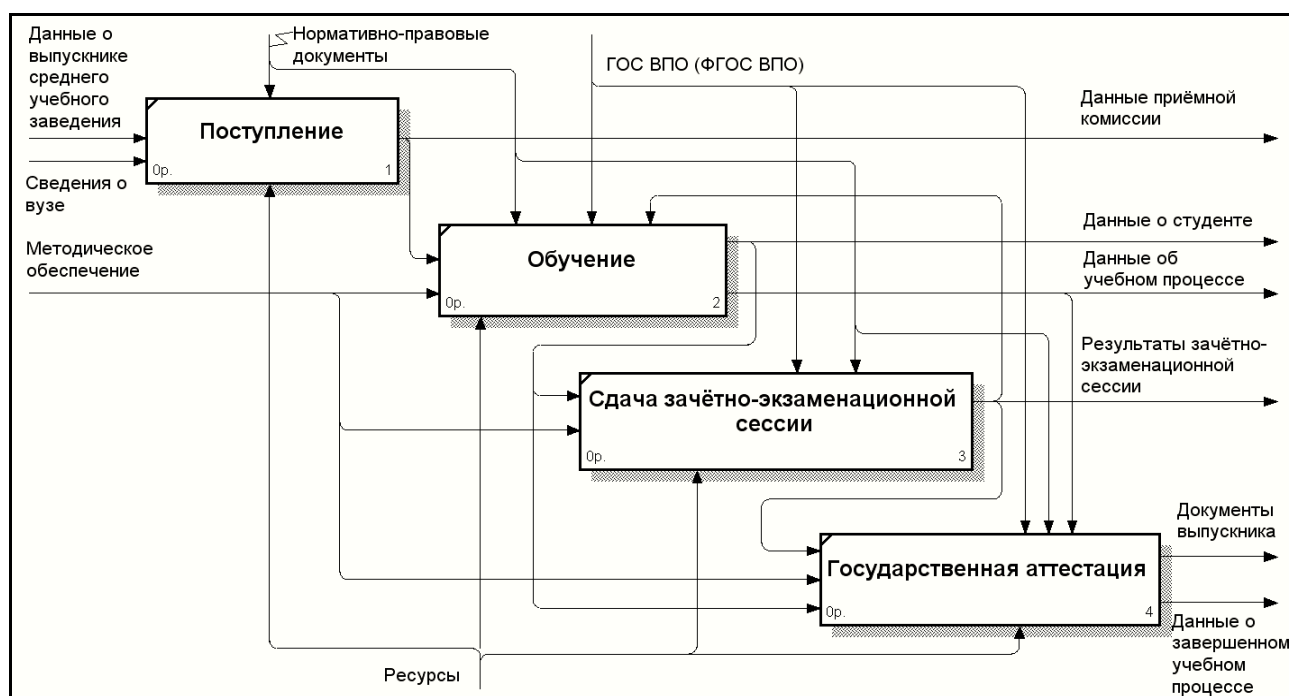 Данные о
выпускнике
среднего
учебного
заведения
Нормативно-правовые
документы
ГОС ВПО (ФГОС ВПО)
Данные приёмной
комиссии
Поступление
0р.
1
Сведения о
вузе
Методическое
обеспечение
Данные о студенте
Обучение
0р.
2
Данные об
учебном процессе
Результаты зачётно-
экзаменационной
сессии
Сдача зачётно-экзаменационной
сессии
0р.
3
Документы
выпускника
Государственная аттестация
0р.
4
Данные о
завершенном
учебном
процессе
Ресурсы